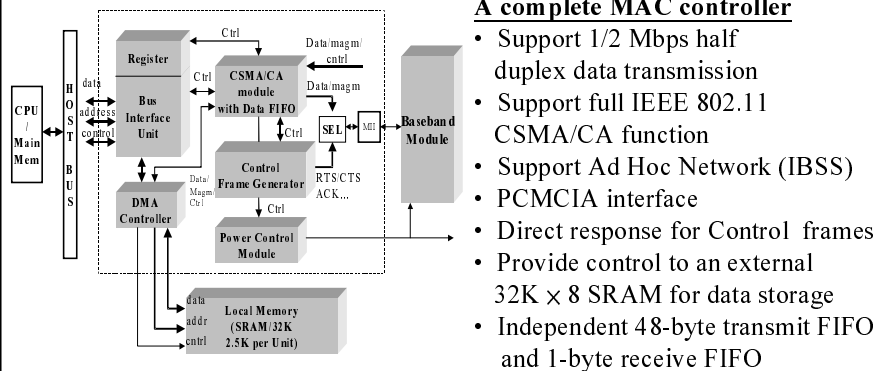 A complete MAC controller
• Support 1/2 Mbps half
duplex data transmission
• Support full IEEE 802.11
CSMA/CA function
• Support Ad Hoc Network (IBSS)
• PCMCIA interface
• Direct response for Control frames
• Provide control to an external
32K × 8 SRAM for data storage
• Independent 48-byte transmit FIFO
and 1-byte receive FIFO
CPU
/
Main
Mem
HOST BUS
data
address
control
Register
Bus
Interface
Unit
DMA
Controller
Ctrl
Ctrl
CSMA/CA
module
with Data FIFO
Data/magm/
cntrl
Data/magm
Ctrl
SEL
MII
Baseband
Module
Control
Frame Generator
RTS/CTS
ACK...
Data/
Magm/
Ctrl
Ctrl
Power Control
Module
data
addr
cntrl
Local Memory
(SRAM/32K
2.5K per Unit)